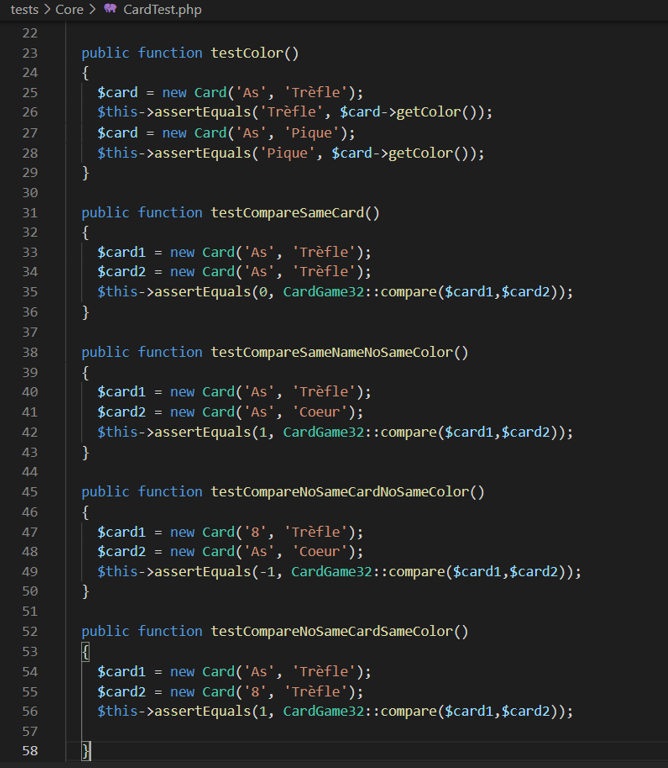 tests > Core > CardTest.php
22
23 public function testColor()
24 {
25 $card = new Card('As', 'Trèfle');
26 $this->assertEquals('Trèfle', $card->getColor());
27 $card = new Card('As', 'Pique');
28 $this->assertEquals('Pique', $card->getColor());
29 }
30
31 public function testCompareSameCard()
32 {
33 $card1 = new Card('As', 'Trèfle');
34 $card2 = new Card('As', 'Trèfle');
35 $this->assertEquals(0, CardGame32::compare($card1,$card2));
36 }
37
38 public function testCompareSameNameNoSameColor()
39 {
40 $card1 = new Card('As', 'Trèfle');
41 $card2 = new Card('As', 'Coeur');
42 $this->assertEquals(1, CardGame32::compare($card1,$card2));
43 }
44
45 public function testCompareNoSameCardNoSameColor()
46 {
47 $card1 = new Card('8', 'Trèfle');
48 $card2 = new Card('As', 'Coeur');
49 $this->assertEquals(-1, CardGame32::compare($card1,$card2));
50 }
51
52 public function testCompareNoSameCardSameColor()
53 {
54 $card1 = new Card('As', 'Trèfle');
55 $card2 = new Card('8', 'Trèfle');
56 $this->assertEquals(1, CardGame32::compare($card1,$card2));
57
58 }